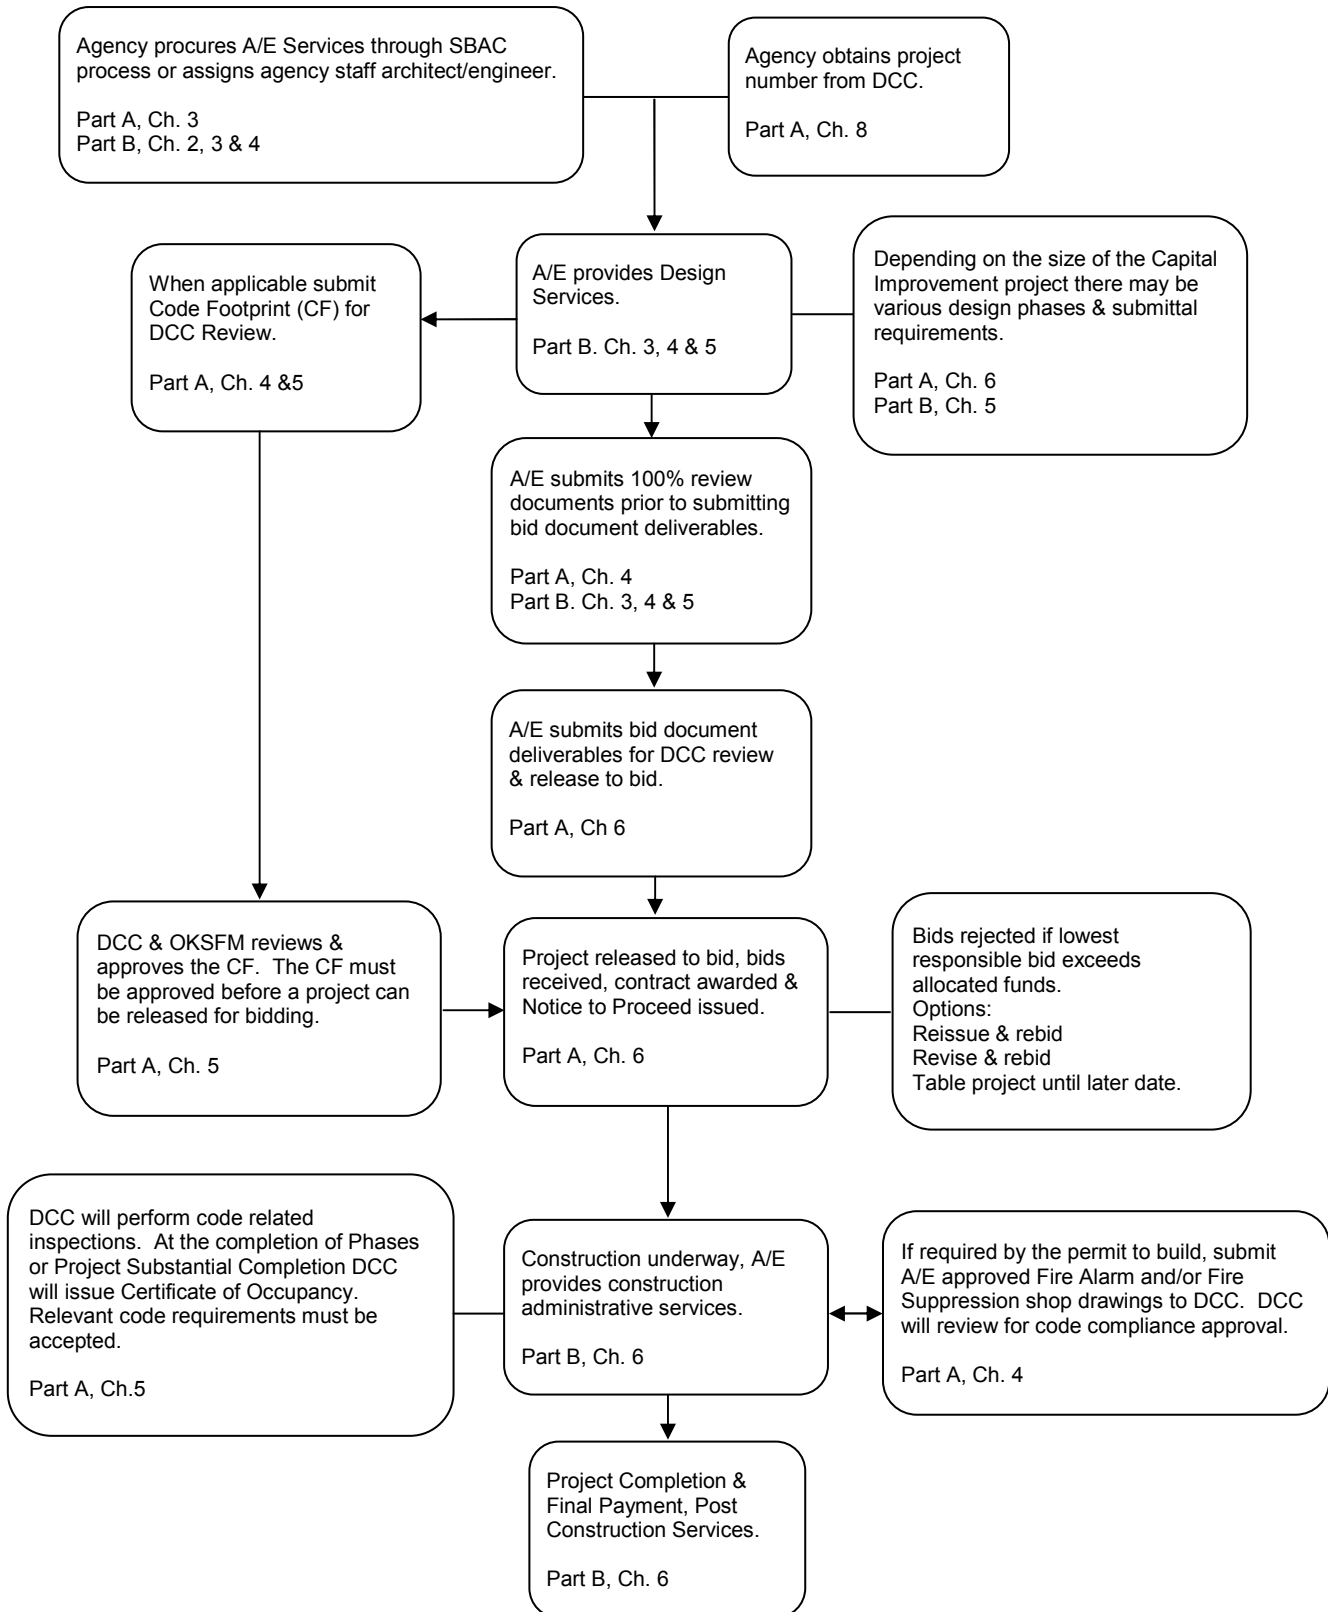 Agency procures A/E Services through SBAC
process or assigns agency staff architect/engineer.
Part A, Ch. 3
Part B, Ch. 2, 3 & 4
Agency obtains project
number from DCC.
Part A, Ch. 8
When applicable submit
Code Footprint (CF) for
DCC Review.
Part A, Ch. 4 &5
A/E provides Design
Services.
Part B. Ch. 3, 4 & 5
Depending on the size of the Capital
Improvement project there may be
various design phases & submittal
requirements.
Part A, Ch. 6
Part B, Ch. 5
A/E submits 100% review
documents prior to submitting
bid document deliverables.
Part A, Ch. 4
Part B. Ch. 3, 4 & 5
A/E submits bid document
deliverables for DCC review
& release to bid.
Part A, Ch 6
DCC & OKSFM reviews &
approves the CF.  The CF must
be approved before a project can
be released for bidding.
Part A, Ch. 5
Project released to bid, bids
received, contract awarded &
Notice to Proceed issued.
Part A, Ch. 6
Bids rejected if lowest
responsible bid exceeds
allocated funds.
Options:
Reissue & rebid
Revise & rebid
Table project until later date.
DCC will perform code related
inspections.  At the completion of Phases
or Project Substantial Completion DCC
will issue Certificate of Occupancy.
Relevant code requirements must be
accepted.
Part A, Ch.5
Construction underway, A/E
provides construction
administrative services.
Part B, Ch. 6
If required by the permit to build, submit
A/E approved Fire Alarm and/or Fire
Suppression shop drawings to DCC.  DCC
will review for code compliance approval.
Part A, Ch. 4
Project Completion &
Final Payment, Post
Construction Services.
Part B, Ch. 6